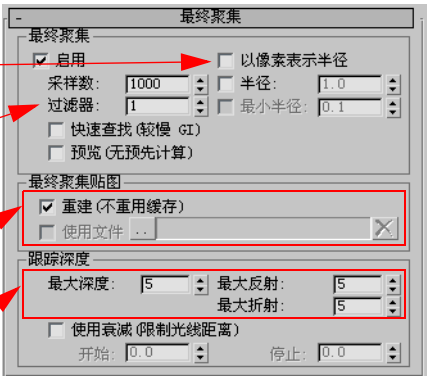 - 最终聚集
最终聚集
启用 以像素表示半径
采样数: 1000 半径: 1.0
过滤器: 1 最小半径: 0.1
快速查找(较慢 GI)
预览(无预先计算)
最终聚集贴图
重建(不重用缓存)
使用文件 ..
跟踪深度
最大深度: 5 最大反射: 5
最大折射: 5
使用衰减(限制光线距离)
开始: 0.0 停止: 0.0